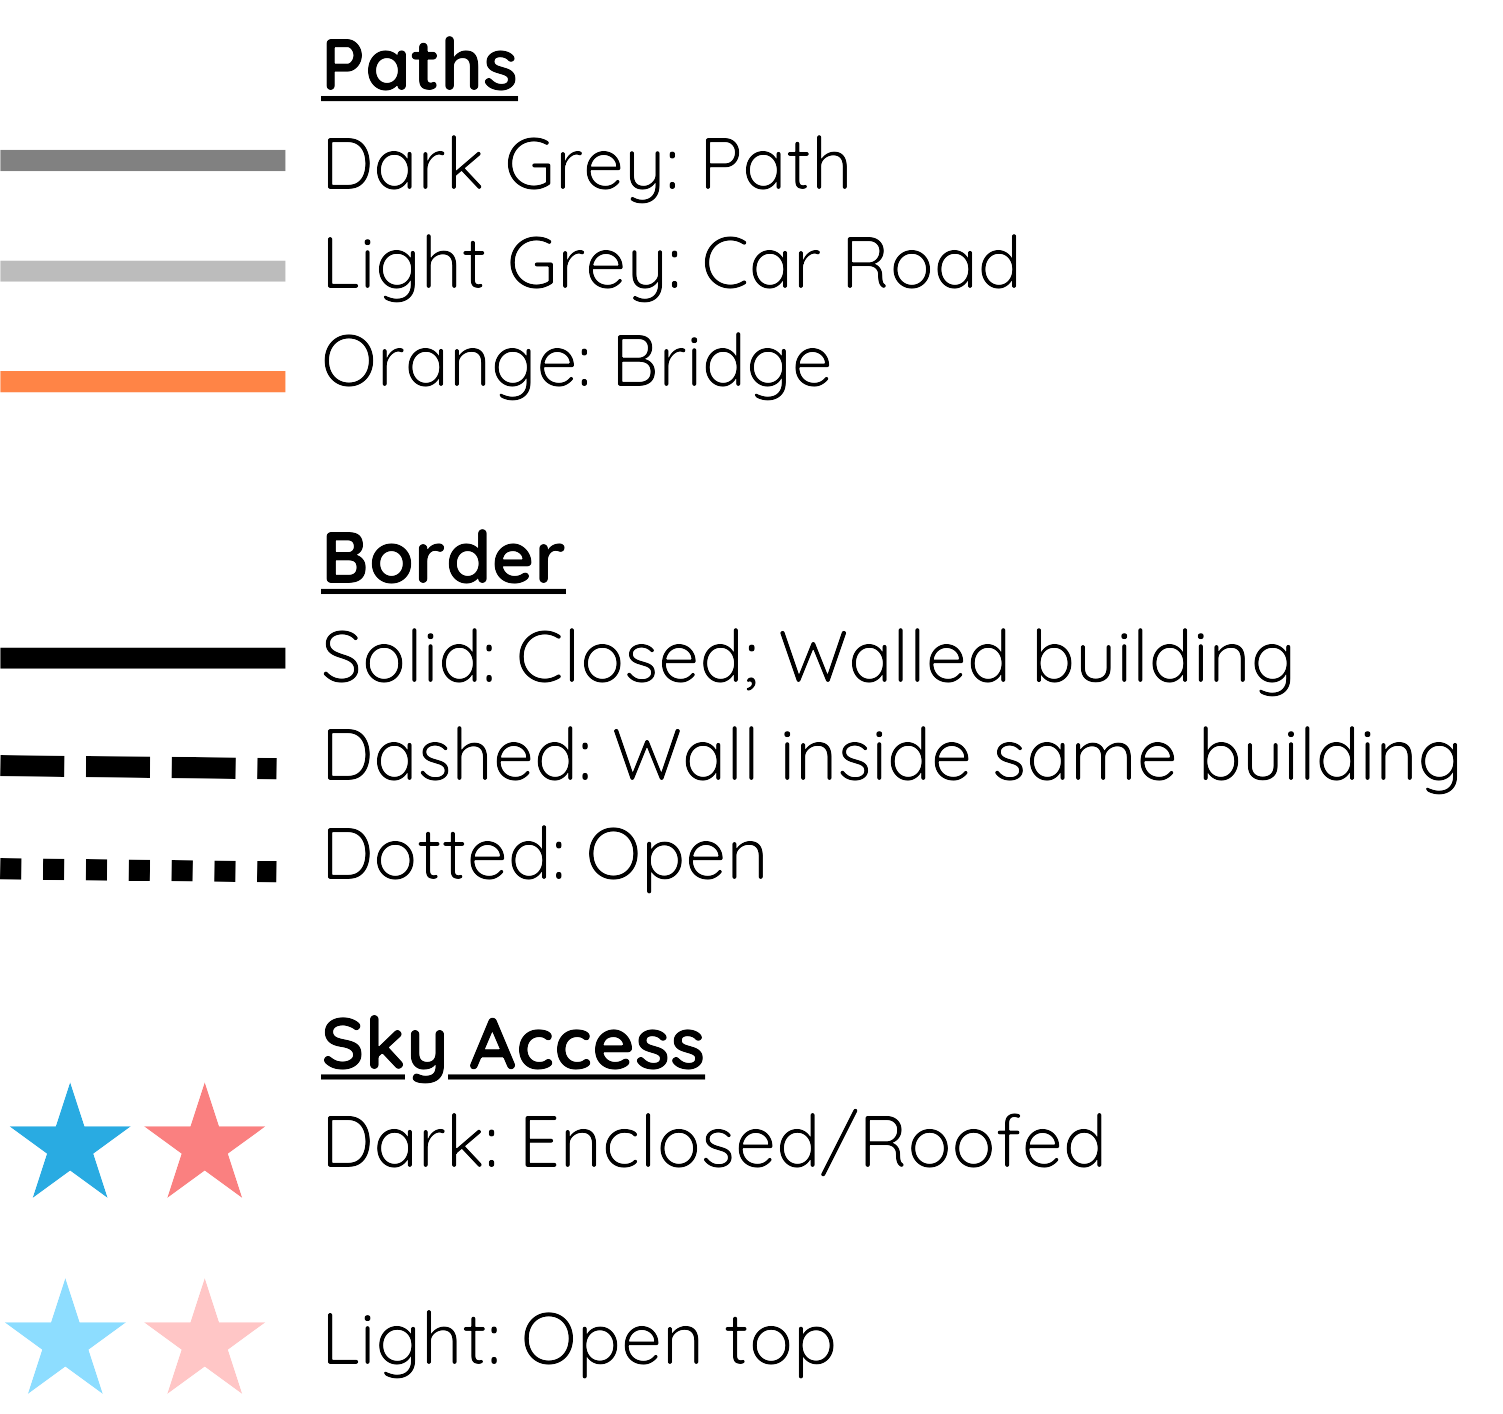 Paths
Dark Grey: Path
Light Grey: Car Road
Orange: Bridge
Border
Solid: Closed; Walled building
Dashed: Wall inside same building
Dotted: Open
Sky Access
Dark: Enclosed/Roofed
Light: Open top